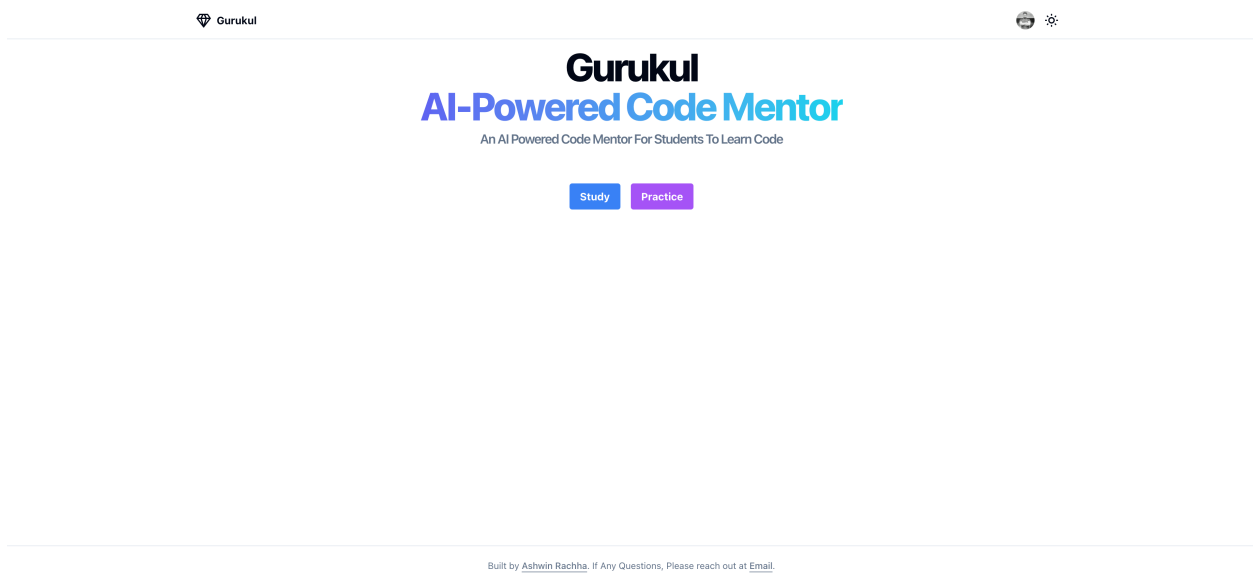 Gurukul
Gurukul
AI-Powered Code Mentor
An AI Powered Code Mentor For Students To Learn Code
Study Practice
Built by Ashwin Rachha. If Any Questions, Please reach out at Email.